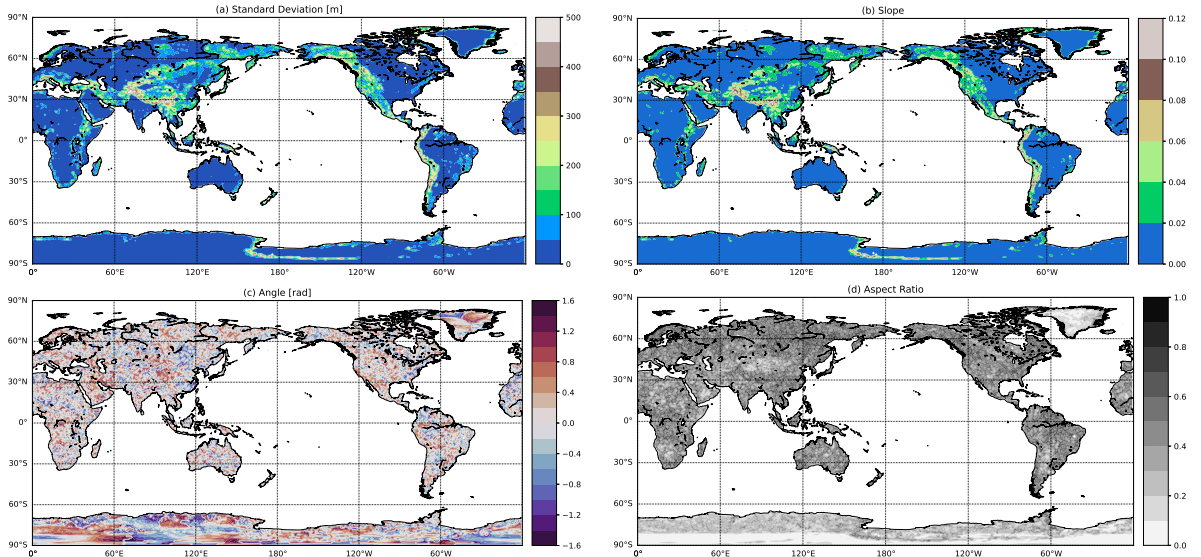 (a) Standard Deviation [m]
90°N
60°N
30°N
0°
30°S
60°S
90°S
0°
60°E
120°E
180°
120°W
60°W
500
400
300
200
100
0
(b) Slope
90°N
60°N
30°N
0°
30°S
60°S
90°S
0°
60°E
120°E
180°
120°W
60°W
0.12
0.10
0.08
0.06
0.04
0.02
0.00
(c) Angle [rad]
90°N
60°N
30°N
0°
30°S
60°S
90°S
0°
60°E
120°E
180°
120°W
60°W
1.6
1.2
0.8
0.4
0.0
−0.4
−0.8
−1.2
−1.6
(d) Aspect Ratio
90°N
60°N
30°N
0°
30°S
60°S
90°S
0°
60°E
120°E
180°
120°W
60°W
1.0
0.8
0.6
0.4
0.2
0.0